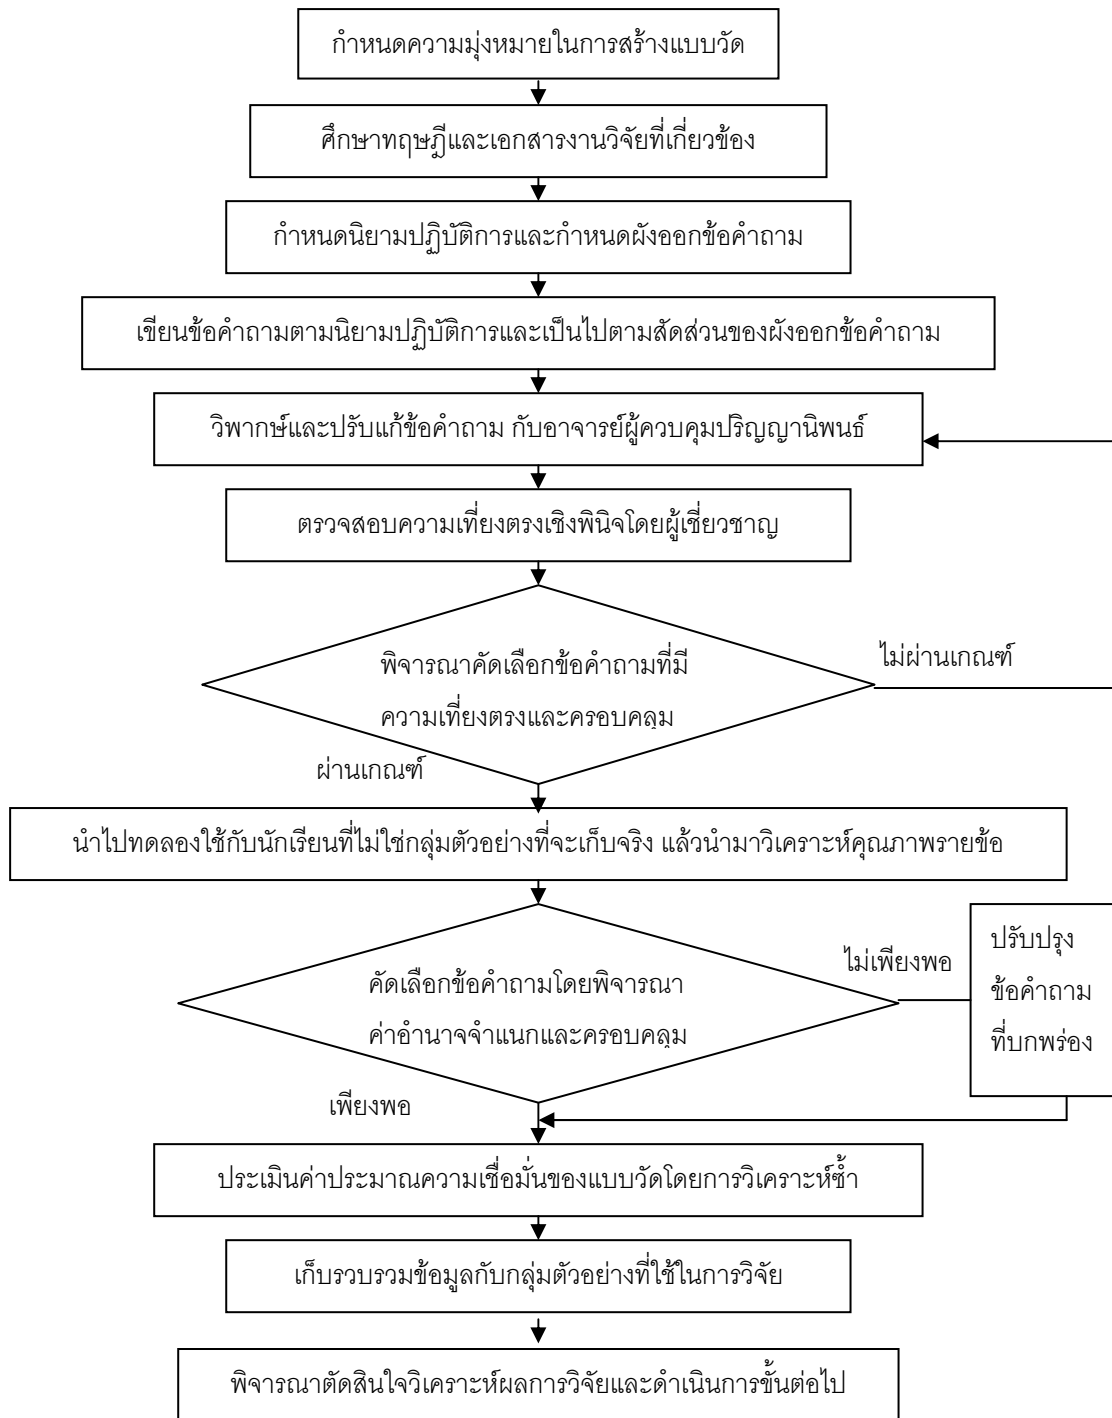 กำหนดความมุ่งหมายในการสร้างแบบวัด
ศึกษาทฤษฎีและเอกสารงานวิจัยที่เกี่ยวข้อง
กำหนดนิยามปฏิบัติการและกำหนดผังออกข้อคำถาม
เขียนข้อคำถามตามนิยามปฏิบัติการและเป็นไปตามสัดส่วนของผังออกข้อคำถาม
วิพากษ์และปรับแก้ข้อคำถาม กับอาจารย์ผู้ควบคุมปริญญานิพนธ์
ตรวจสอบความเที่ยงตรงเชิงพินิจโดยผู้เชี่ยวชาญ
พิจารณาคัดเลือกข้อคำถามที่มี
ความเที่ยงตรงและครอบคลุม
ไม่ผ่านเกณฑ์
ผ่านเกณฑ์
นำไปทดลองใช้กับนักเรียนที่ไม่ใช่กลุ่มตัวอย่างที่จะเก็บจริง แล้วนำมาวิเคราะห์คุณภาพรายข้อ
คัดเลือกข้อคำถามโดยพิจารณา
ค่าอำนาจจำแนกและครอบคลุม
ไม่เพียงพอ
ปรับปรุง
ข้อคำถาม
ที่บกพร่อง
เพียงพอ
ประเมินค่าประมาณความเชื่อมั่นของแบบวัดโดยการวิเคราะห์ซ้ำ
เก็บรวบรวมข้อมูลกับกลุ่มตัวอย่างที่ใช้ในการวิจัย
พิจารณาตัดสินใจวิเคราะห์ผลการวิจัยและดำเนินการขั้นต่อไป